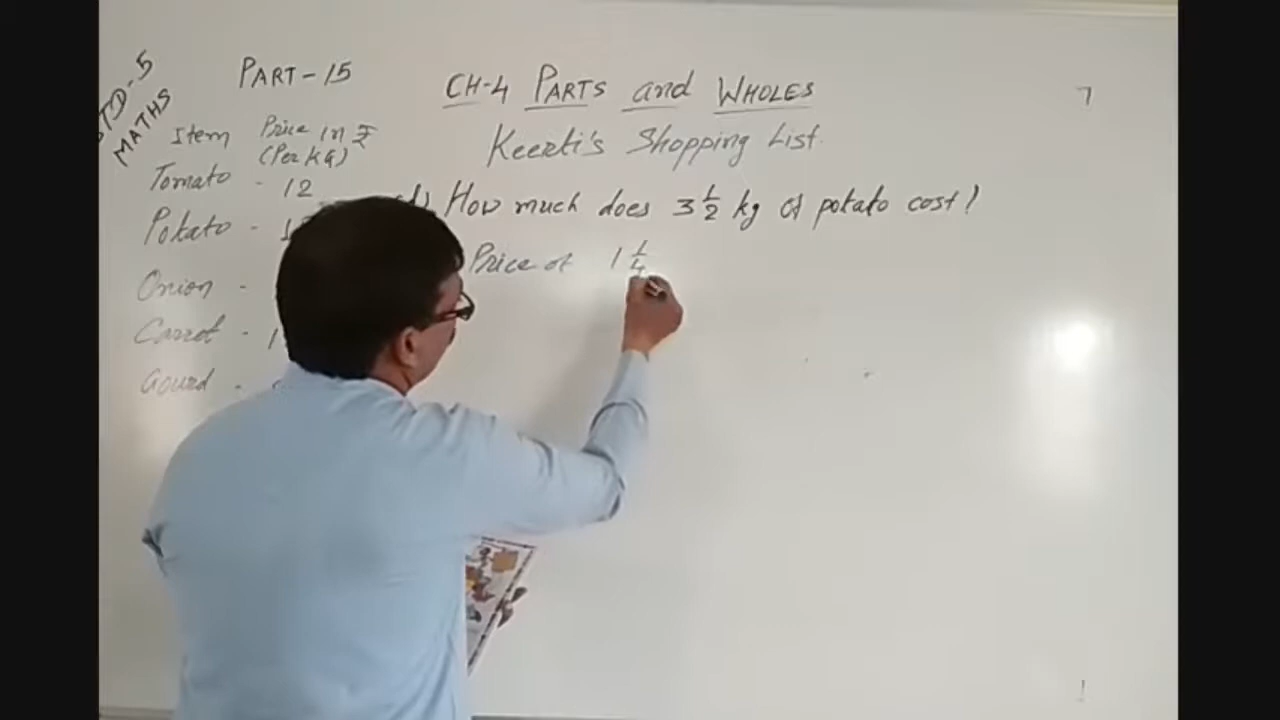 STD-5
MATHS
PART-15
CH-4 PARTS and WHOLES
Keerti's Shopping List.
Item Price in ₹
(Per KG)
Tomato - 12
Potato -
Onion -
Carrot -
Gourd -
How much does 3 1/2 kg of potato cost?
Price of 1 1/4